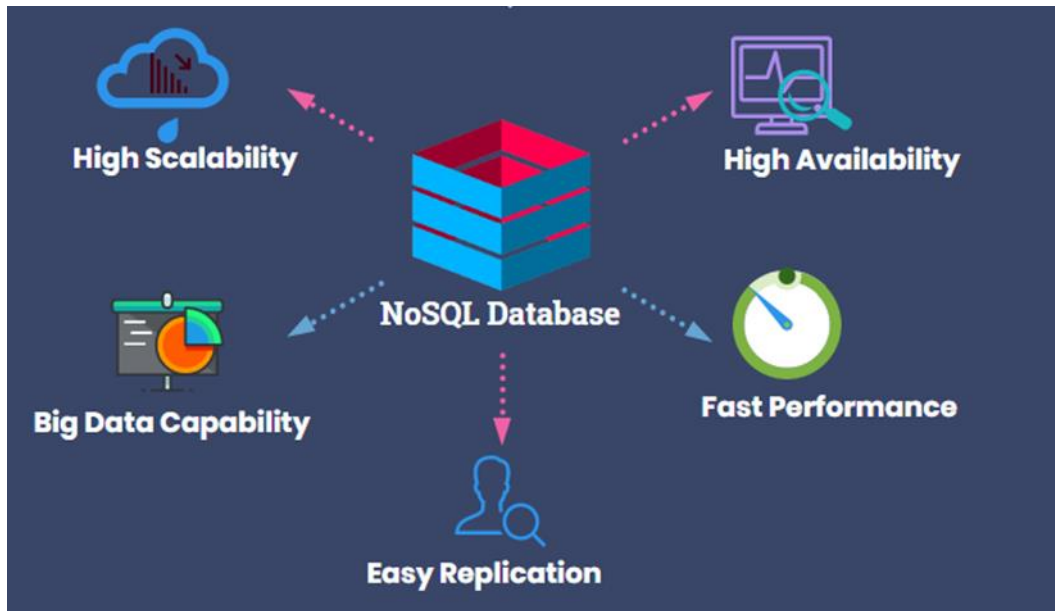 High Scalability
High Availability
NoSQL Database
Big Data Capability
Fast Performance
Easy Replication